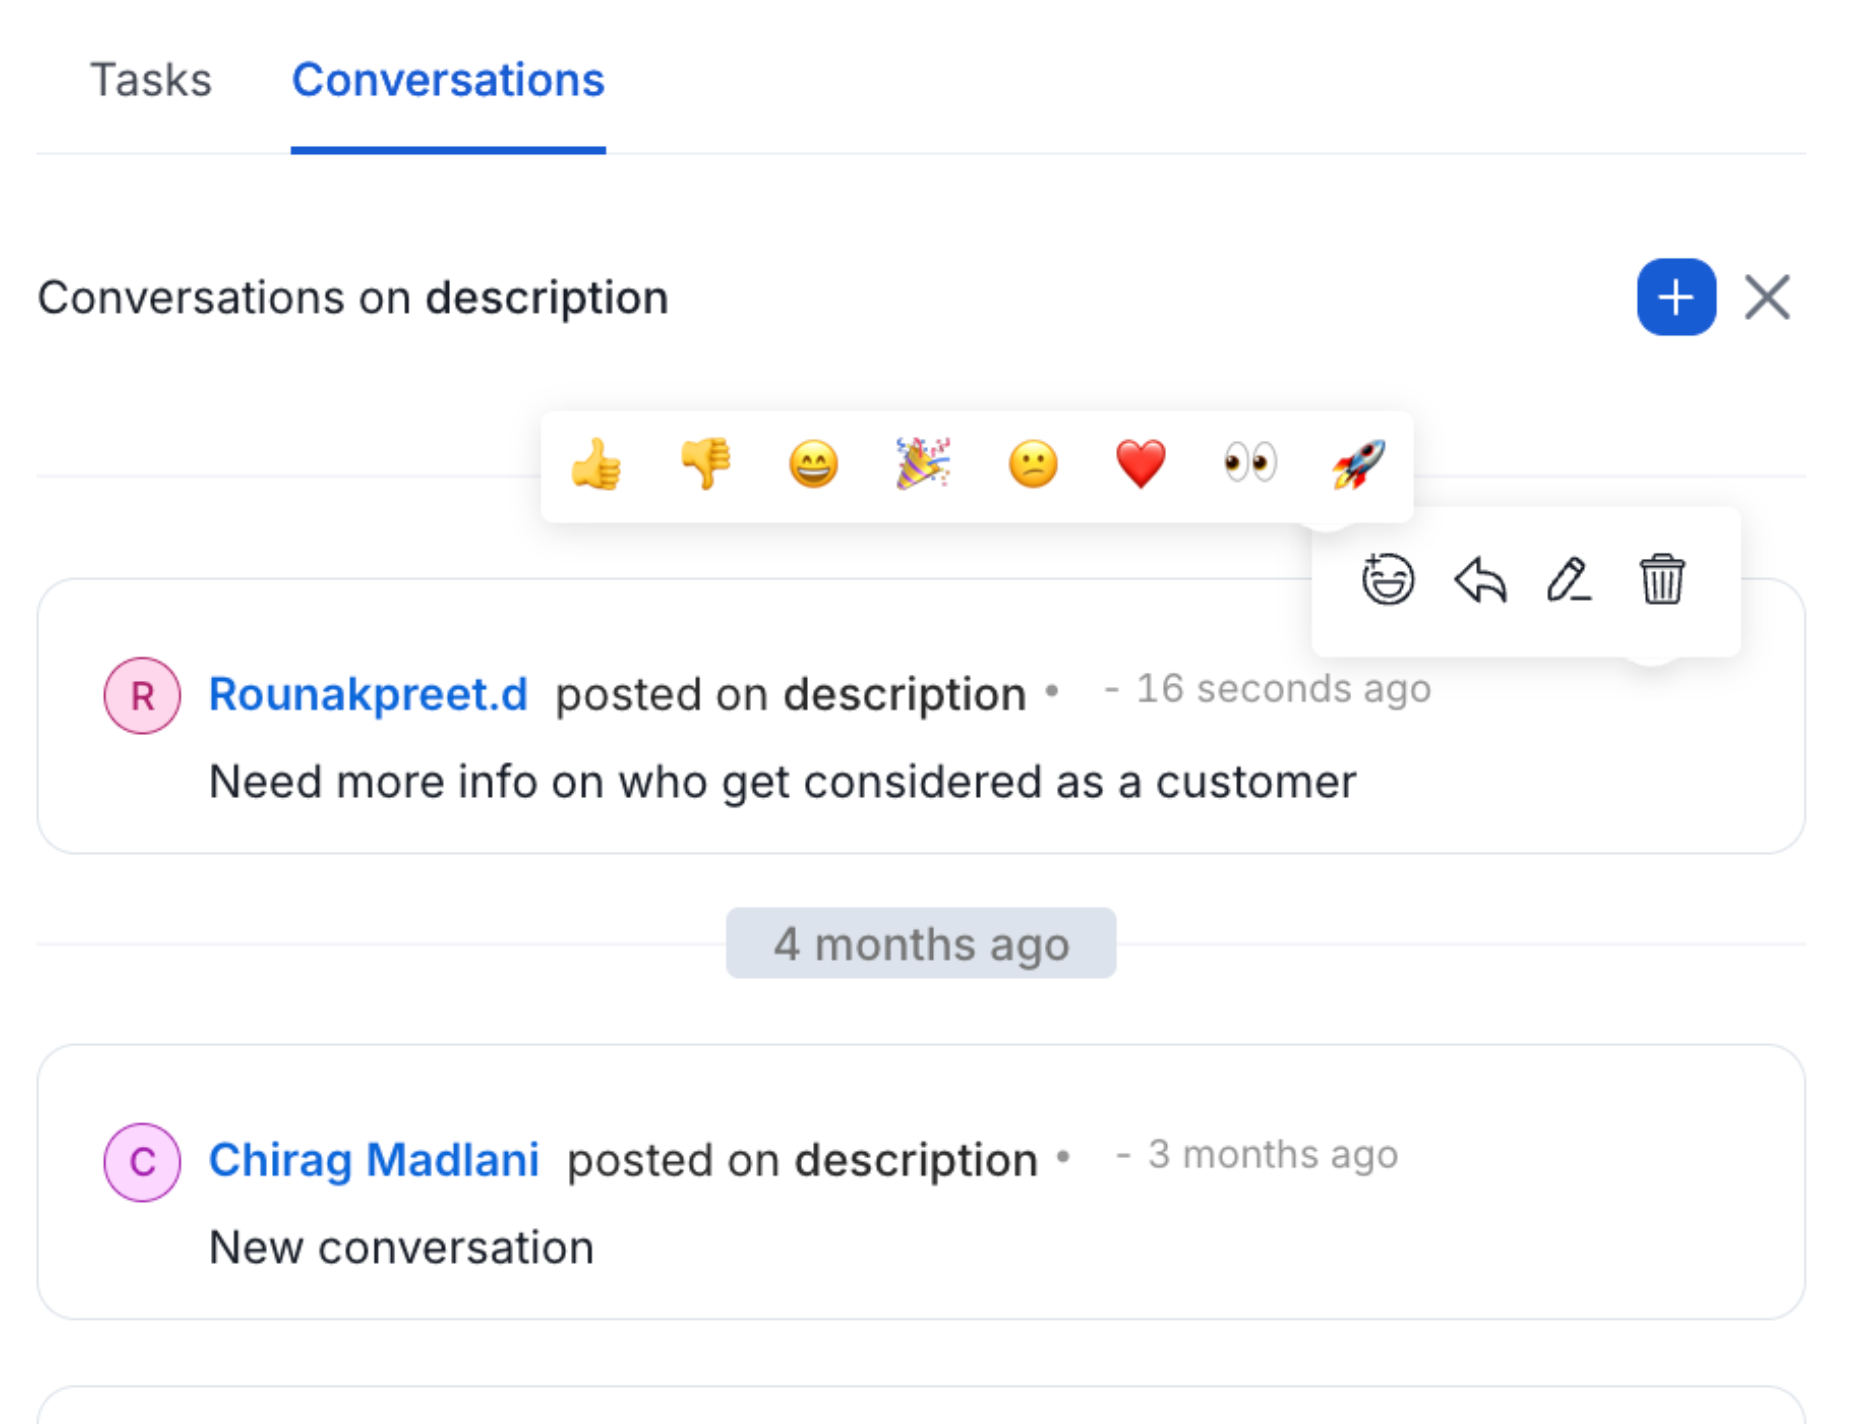 Tasks Conversations
Conversations on description
R Rounakpreet.d posted on description • - 16 seconds ago
Need more info on who get considered as a customer
4 months ago
C Chirag Madlani posted on description • - 3 months ago
New conversation